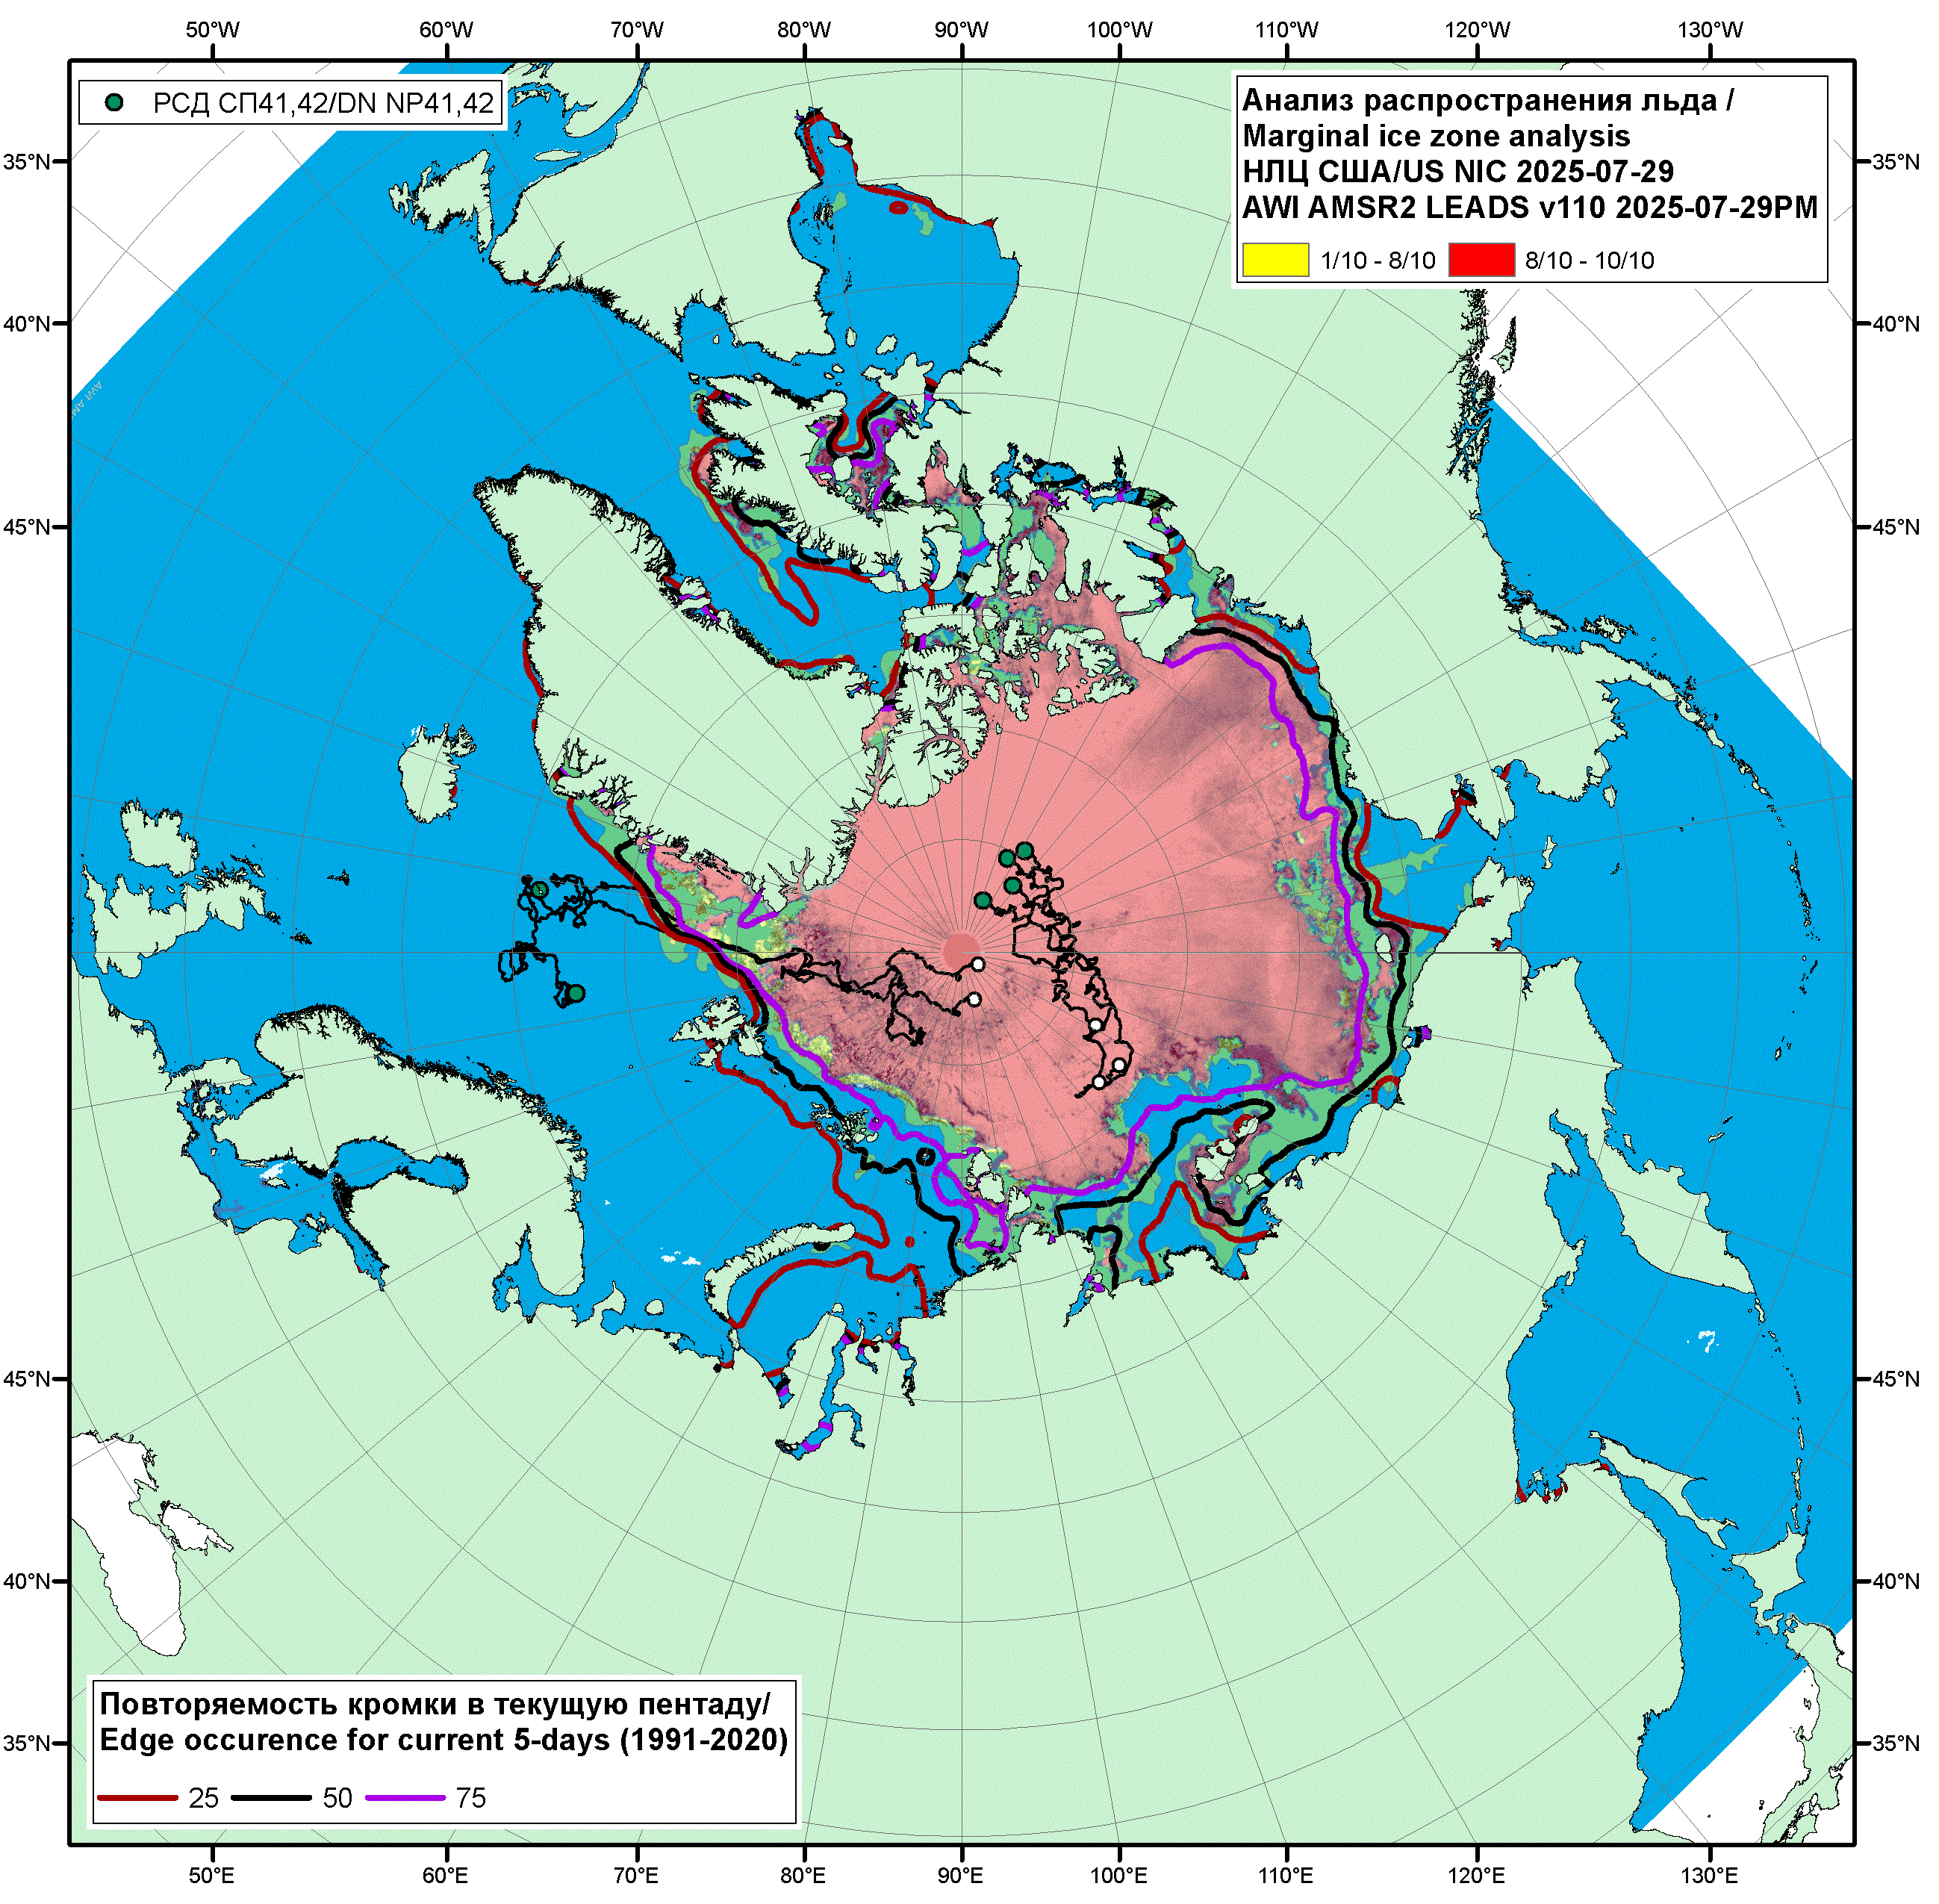 50°W 60°W 70°W 80°W 90°W 100°W 110°W 120°W 130°W
РСД СП41,42/DN NP41,42
Анализ распространения льда /
Marginal ice zone analysis
НЛЦ США/US NIC 2025-07-29
AWI AMSR2 LEADS v110 2025-07-29PM
1/10 - 8/10 8/10 - 10/10
35°N 35°N
40°N 40°N
AWI AM
45°N 45°N
45°N 45°N
40°N 40°N
35°N 35°N
Повторяемость кромки в текущую пентаду/
Edge occurence for current 5-days (1991-2020)
25 50 75
50°E 60°E 70°E 80°E 90°E 100°E 110°E 120°E 130°E